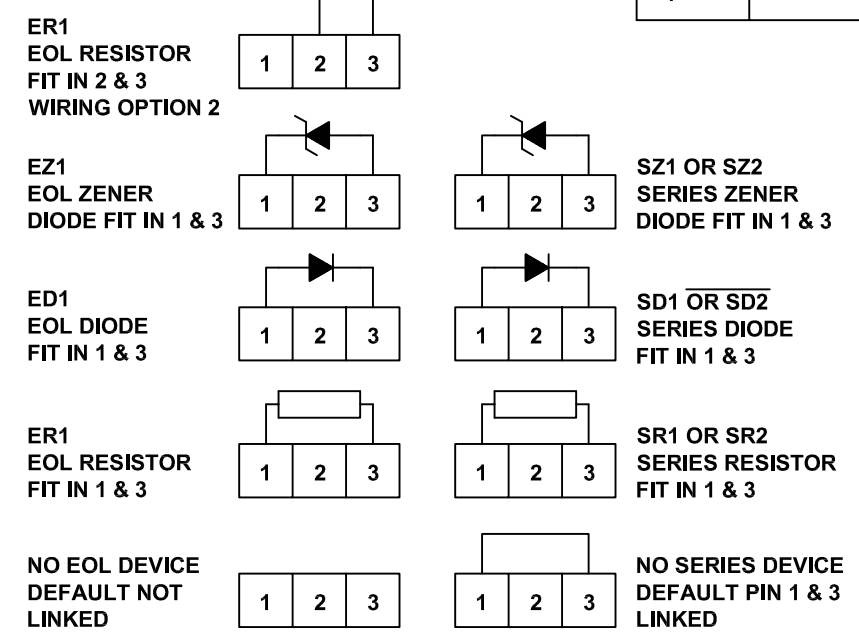 ER1
EOL RESISTOR
FIT IN 2 & 3
WIRING OPTION 2
1 2 3
EZ1
EOL ZENER
DIODE FIT IN 1 & 3
1 2 3
1 2 3
SZ1 OR SZ2
SERIES ZENER
DIODE FIT IN 1 & 3
ED1
EOL DIODE
FIT IN 1 & 3
1 2 3
1 2 3
SD1 OR SD2
SERIES DIODE
FIT IN 1 & 3
ER1
EOL RESISTOR
FIT IN 1 & 3
1 2 3
1 2 3
SR1 OR SR2
SERIES RESISTOR
FIT IN 1 & 3
NO EOL DEVICE
DEFAULT NOT
LINKED
1 2 3
1 2 3
NO SERIES DEVICE
DEFAULT PIN 1 & 3
LINKED